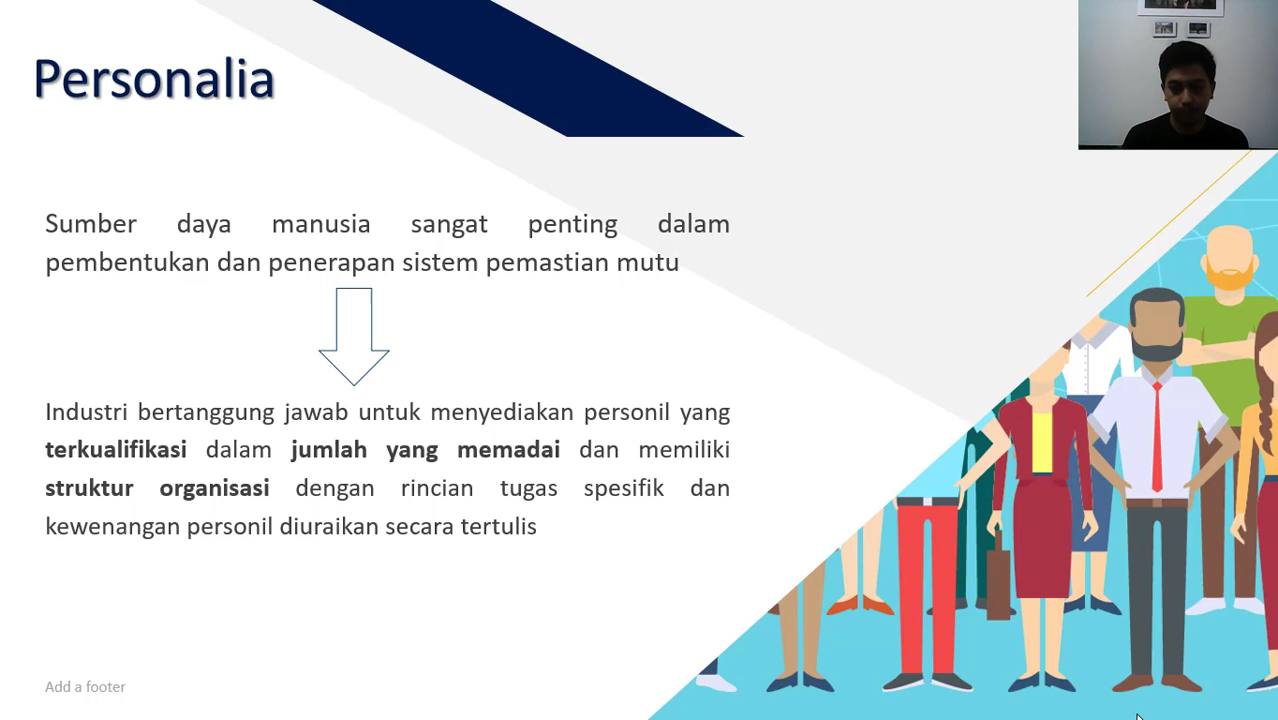 Personalia
Sumber daya manusia sangat penting dalam
pembentukan dan penerapan sistem pemastian mutu
Industri bertanggung jawab untuk menyediakan personil yang
terkualifikasi dalam jumlah yang memadai dan memiliki
struktur organisasi dengan rincian tugas spesifik dan
kewenangan personil diuraikan secara tertulis
Add a footer